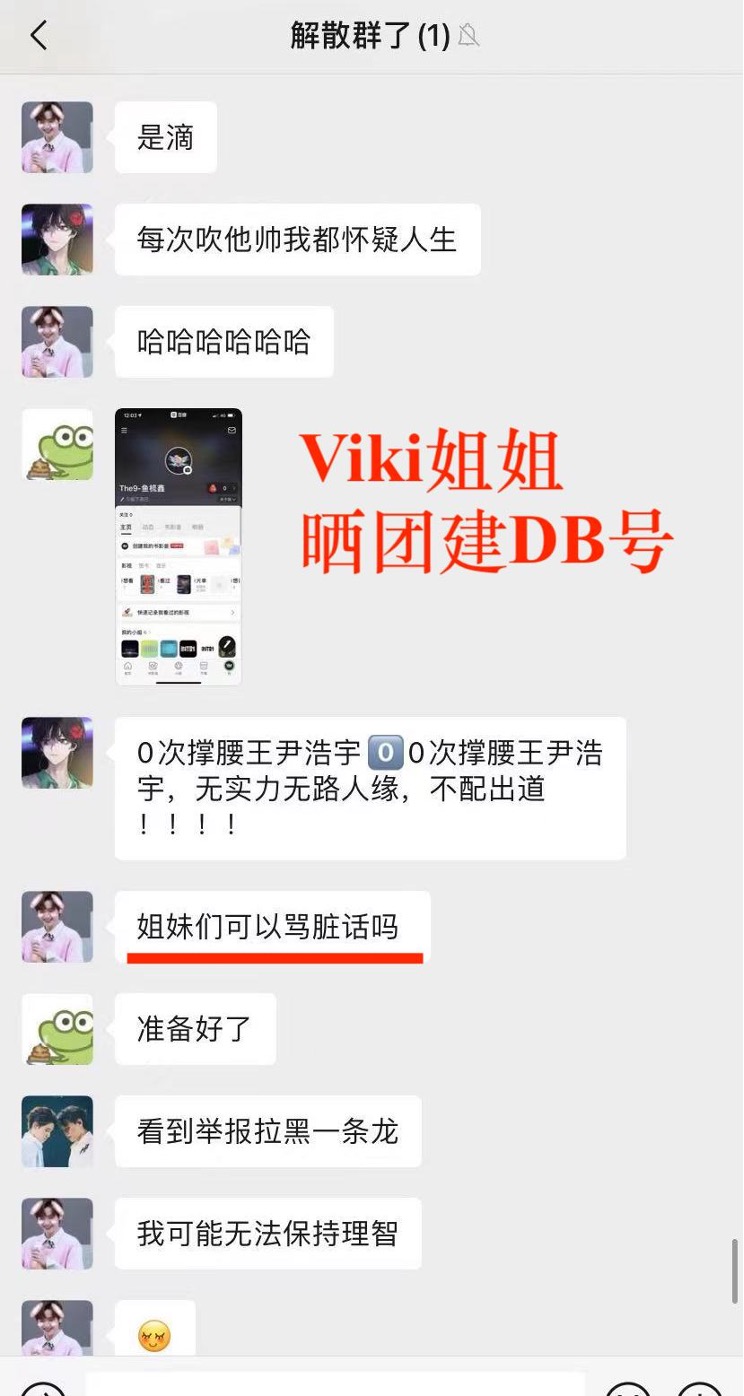 解散群了(1)
是滴
每次吹他帅我都怀疑人生
哈哈哈哈哈哈
The9-鱼梡鑫
Viki姐姐
晒团建DB号
0次撑腰王尹浩宇0️⃣0次撑腰王尹浩
宇，无实力无路人缘，不配出道
！！！！
姐妹们可以骂脏话吗
准备好了
看到举报拉黑一条龙
我可能无法保持理智